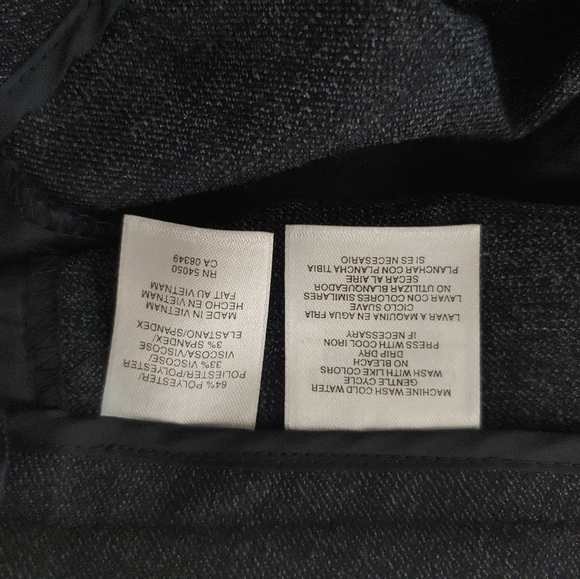 64% POLYESTER/
POLIESTER/POLYESTER/
33% VISCOSE/
VISCOSA/VISCOSE
3% SPANDEX/
ELASTANO/SPANDEX
MADE IN VIETNAM
HECHO EN VIETNAM
FAIT AU VIETNAM
RN 54050
CA 08349
MACHINE WASH COLD WATER
GENTLE CYCLE
WASH WITH LIKE COLORS
NO BLEACH
DRIP DRY
PRESS WITH COOL IRON
IF NECESSARY
LAVAR A MAQUINA EN AGUA FRIA
CICLO SUAVE
LAVAR CON COLORES SIMILARES
NO UTILIZAR BLANQUEADOR
SECAR AL AIRE
PLANCHAR CON PLANCHA TIBIA
SI ES NECESARIO